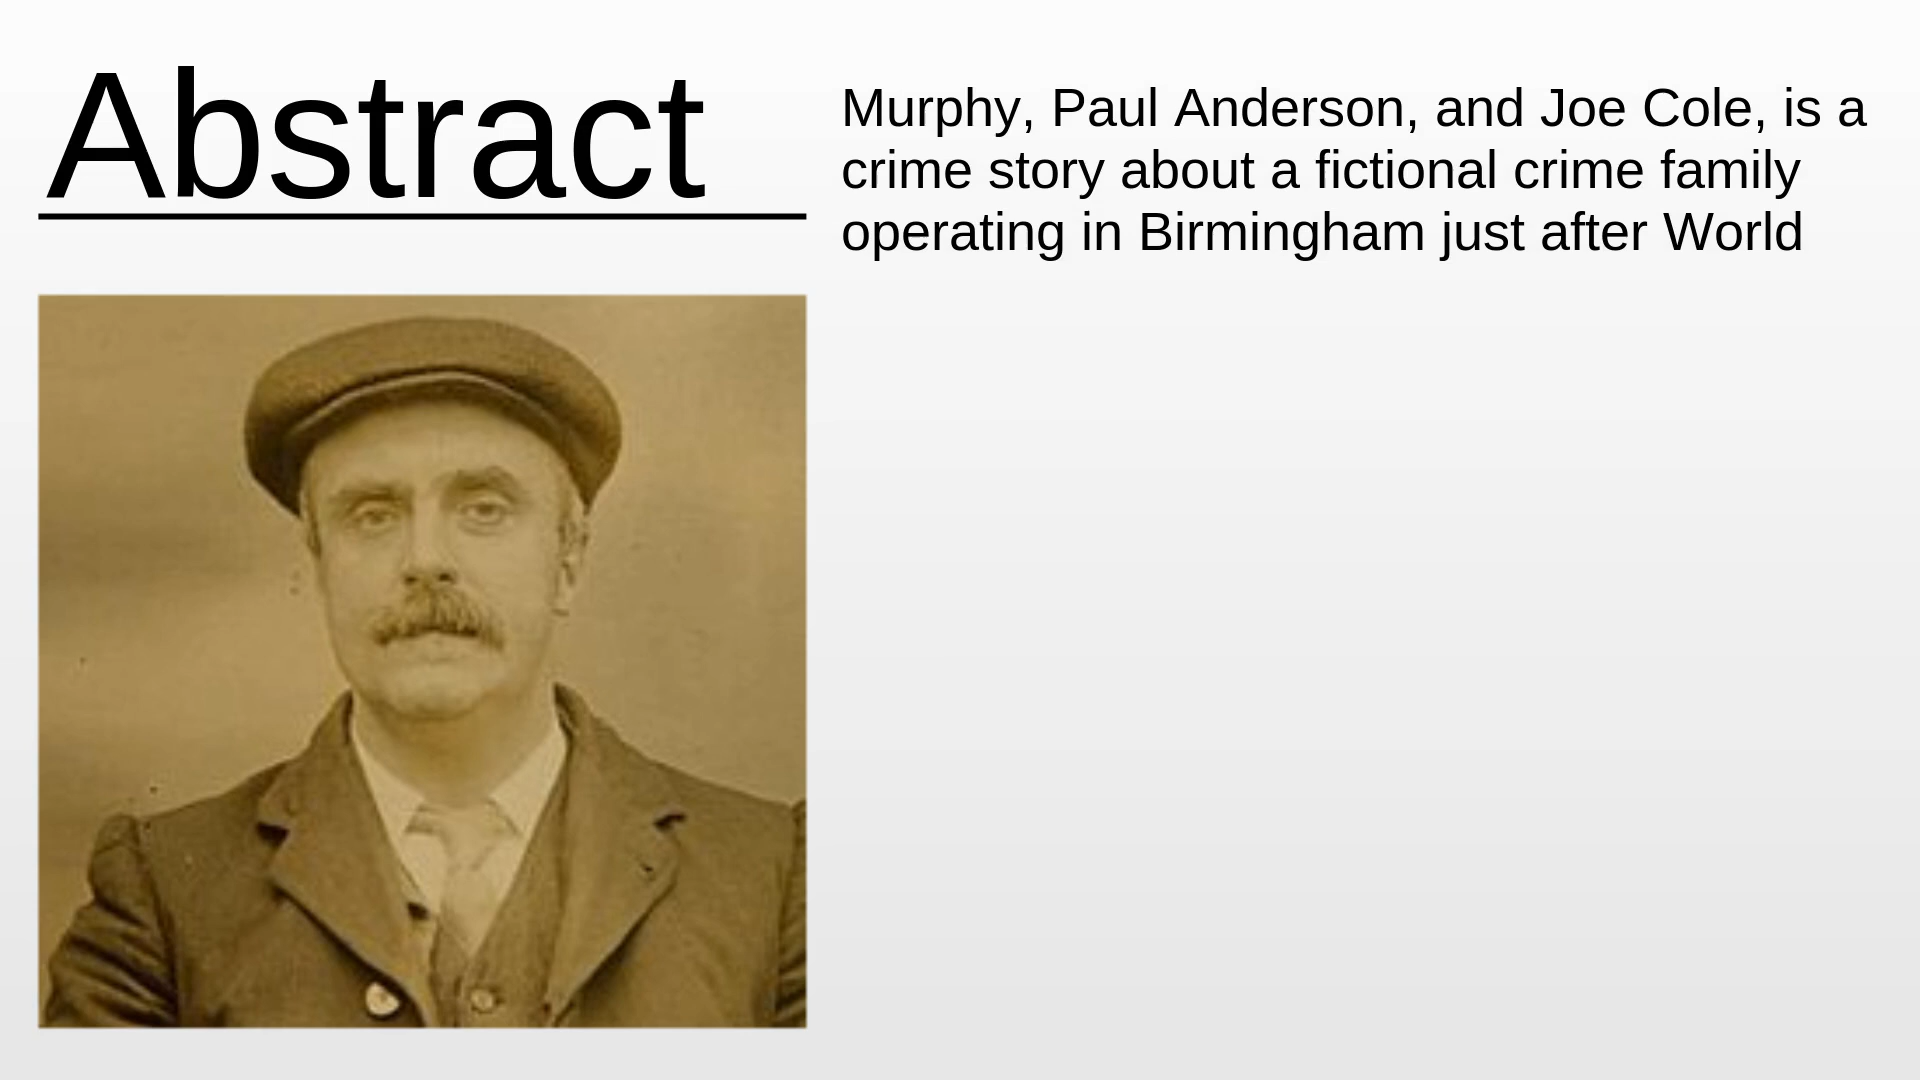 Abstract
Murphy, Paul Anderson, and Joe Cole, is a
crime story about a fictional crime family
operating in Birmingham just after World